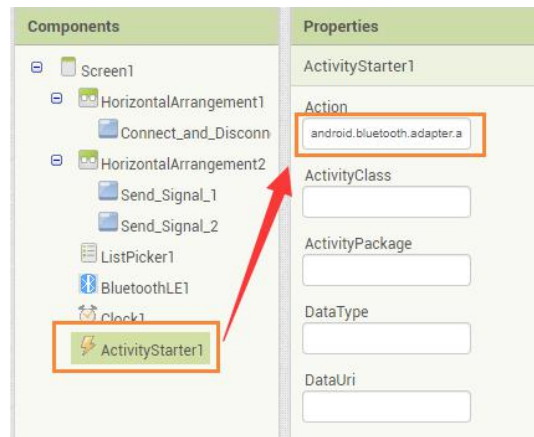 Components
Screen1
HorizontalArrangement1
Connect_and_Disconn
HorizontalArrangement2
Send_Signal_1
Send_Signal_2
ListPicker1
BluetoothLE1
Clock1
ActivityStarter1
Properties
ActivityStarter1
Action
android.bluetooth.adapter.a
ActivityClass
ActivityPackage
DataType
DataUri